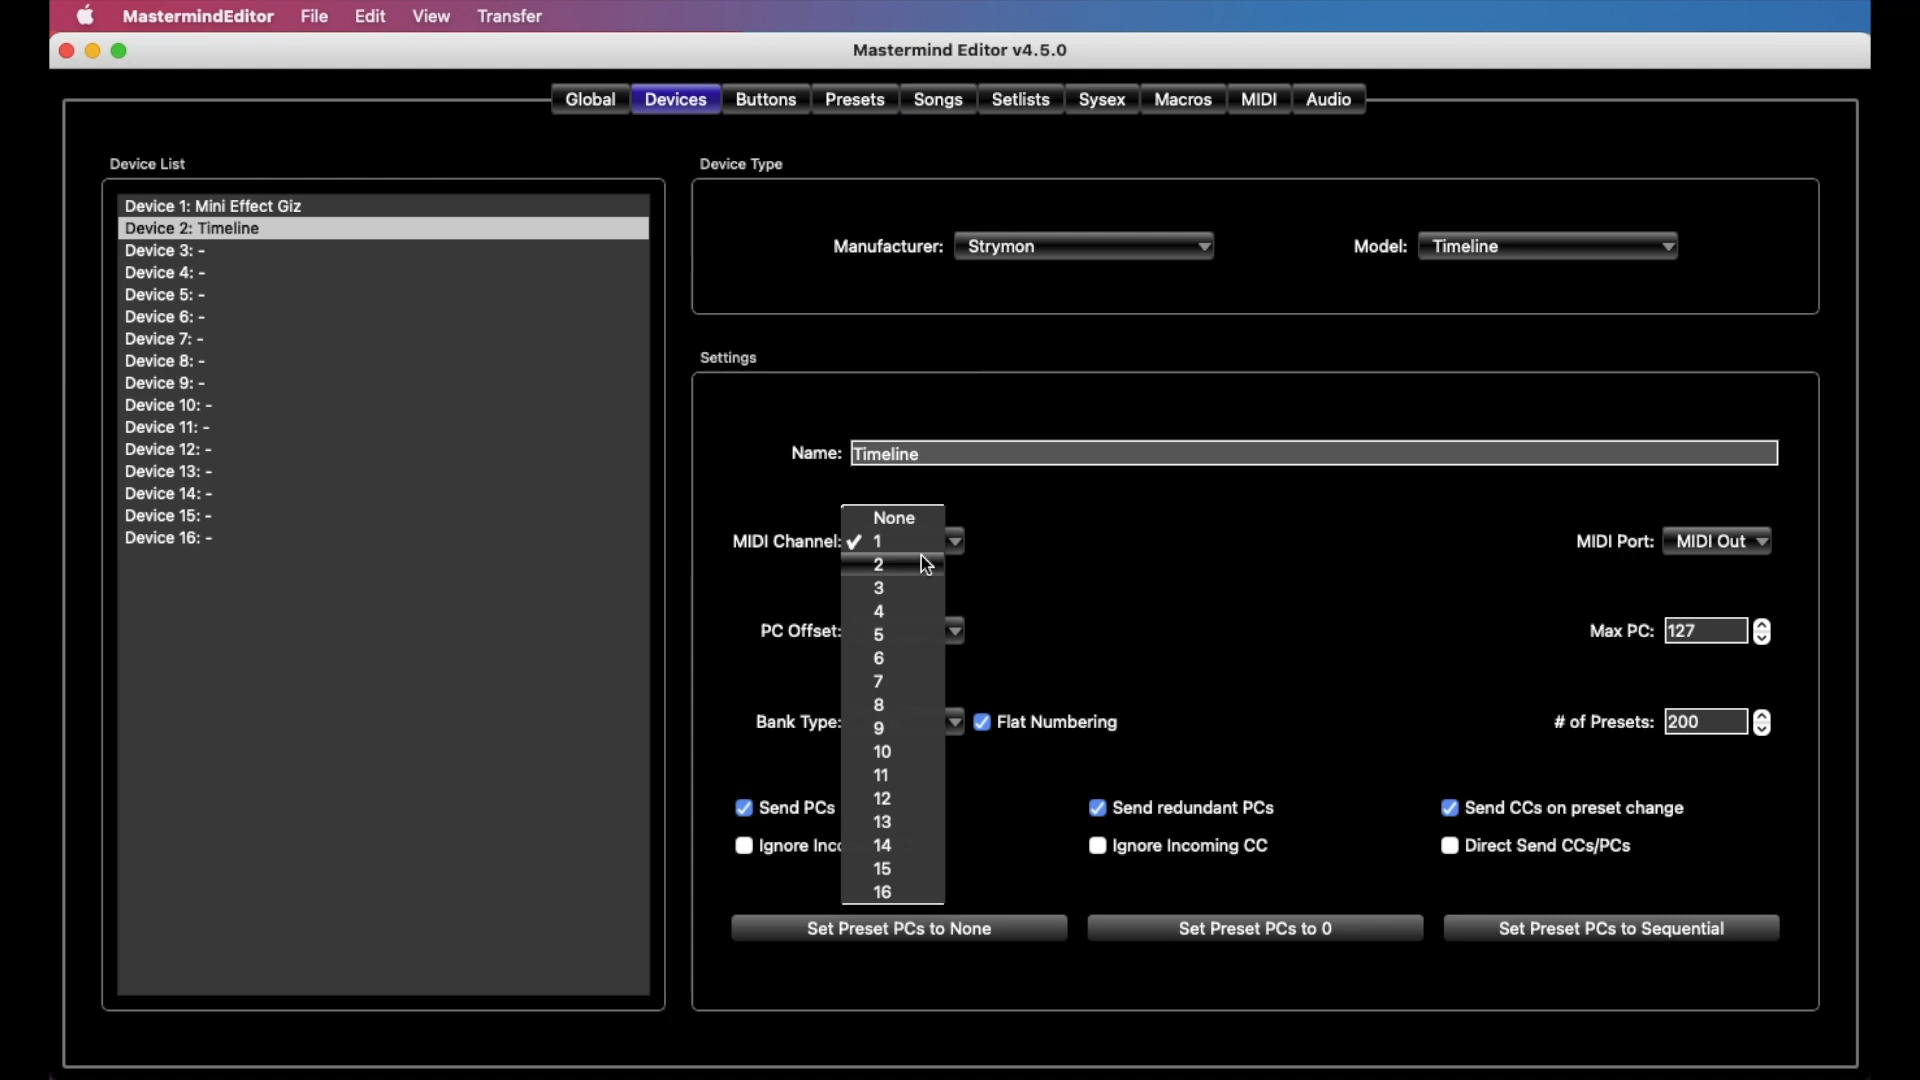 MastermindEditor File Edit View Transfer
Mastermind Editor v4.5.0
Global Devices Buttons Presets Songs Setlists Sysex Macros MIDI Audio
Device List
Device 1: Mini Effect Giz
Device 2: Timeline
Device 3: -
Device 4: -
Device 5: -
Device 6: -
Device 7: -
Device 8: -
Device 9: -
Device 10: -
Device 11: -
Device 12: -
Device 13: -
Device 14: -
Device 15: -
Device 16: -
Device Type
Manufacturer: Strymon Model: Timeline
Settings
Name: Timeline
None
MIDI Channel: 1 MIDI Port: MIDI Out
2
3
4
PC Offset: 5 Max PC: 127
6
7
8
Bank Type: 9 Flat Numbering # of Presets: 200
10
11
12
Send PCs Send redundant PCs Send CCs on preset change
13
Ignore Inc 14 Ignore Incoming CC Direct Send CCs/PCs
15
16
Set Preset PCs to None Set Preset PCs to 0 Set Preset PCs to Sequential